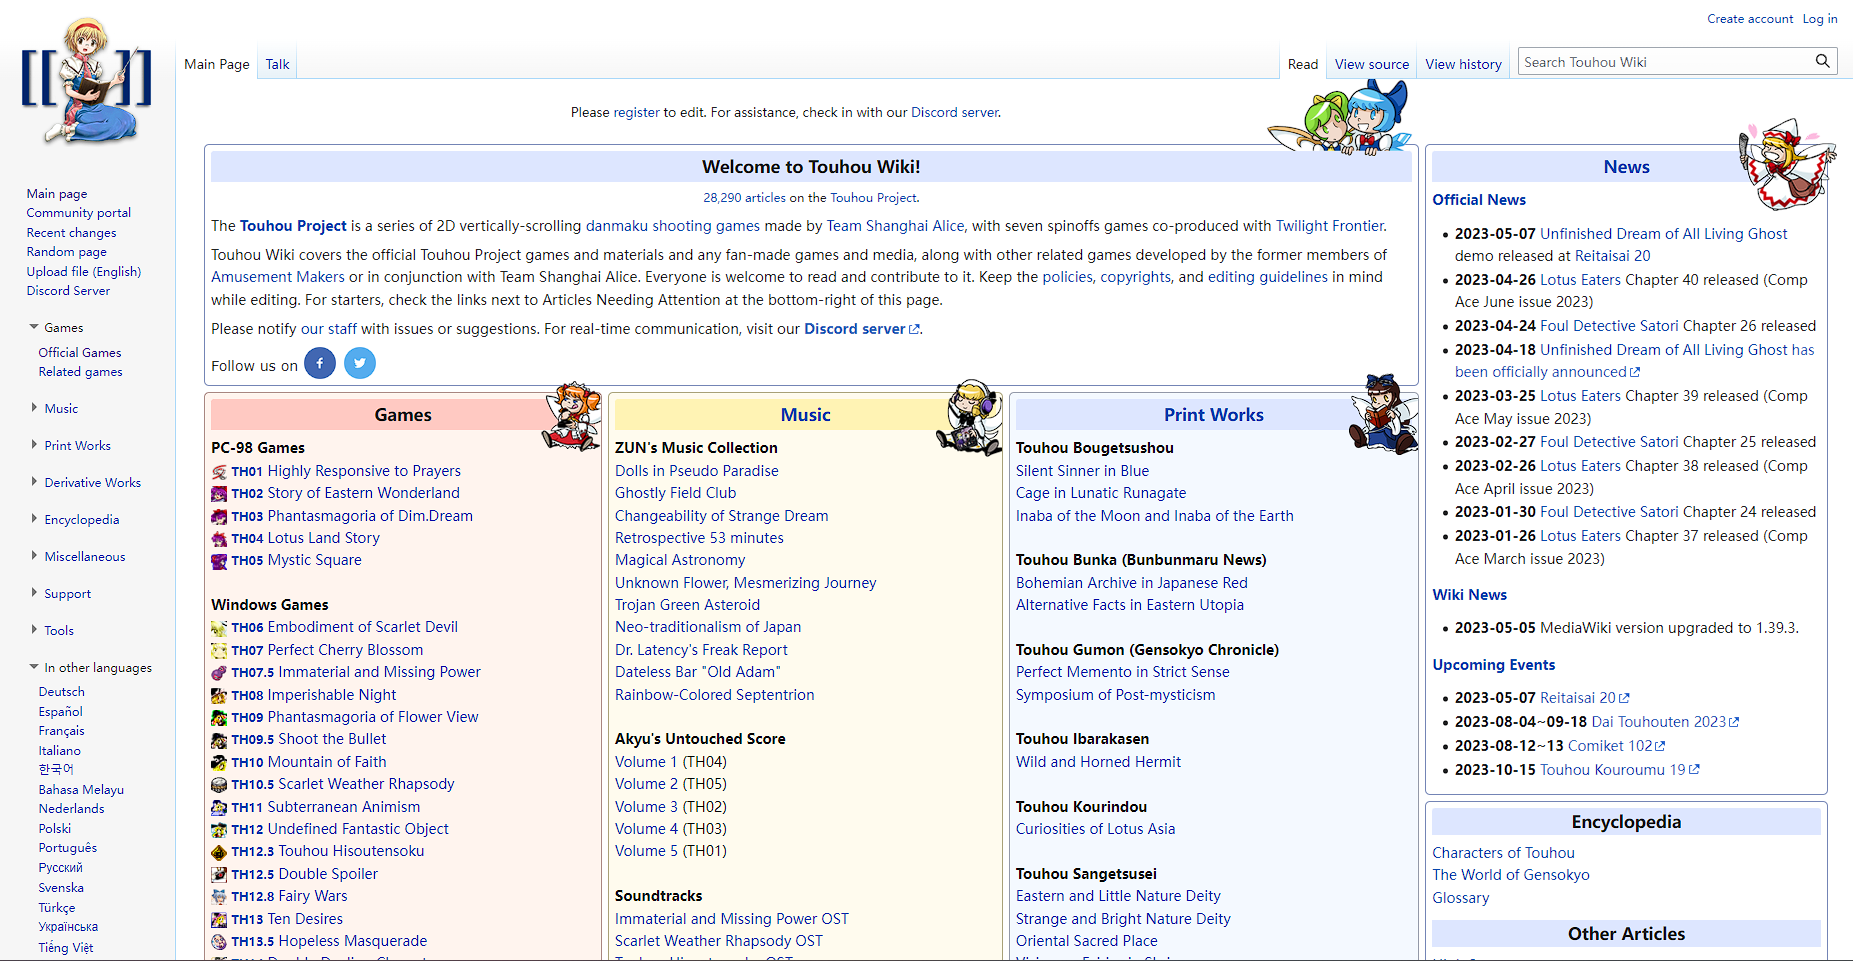 Create account Log in
Main Page Talk
Read View source View history
Search Touhou Wiki
[[ ]]
Main page
Community portal
Recent changes
Random page
Upload file (English)
Discord Server
Games
Official Games
Related games
Music
Print Works
Derivative Works
Encyclopedia
Miscellaneous
Support
Tools
In other languages
Deutsch
Español
Français
Italiano
한국어
Bahasa Melayu
Nederlands
Polski
Português
Русский
Svenska
Türkçe
Українська
Tiếng Việt
Please register to edit. For assistance, check in with our Discord server.
Welcome to Touhou Wiki!
28,290 articles on the Touhou Project.
The Touhou Project is a series of 2D vertically-scrolling danmaku shooting games made by Team Shanghai Alice, with seven spinoffs games co-produced with Twilight Frontier.
Touhou Wiki covers the official Touhou Project games and materials and any fan-made games and media, along with other related games developed by the former members of
Amusement Makers or in conjunction with Team Shanghai Alice. Everyone is welcome to read and contribute to it. Keep the policies, copyrights, and editing guidelines in mind
while editing. For starters, check the links next to Articles Needing Attention at the bottom-right of this page.
Please notify our staff with issues or suggestions. For real-time communication, visit our Discord server.
Follow us on
Games
PC-98 Games
TH01 Highly Responsive to Prayers
TH02 Story of Eastern Wonderland
TH03 Phantasmagoria of Dim.Dream
TH04 Lotus Land Story
TH05 Mystic Square
Windows Games
TH06 Embodiment of Scarlet Devil
TH07 Perfect Cherry Blossom
TH07.5 Immaterial and Missing Power
TH08 Imperishable Night
TH09 Phantasmagoria of Flower View
TH09.5 Shoot the Bullet
TH10 Mountain of Faith
TH10.5 Scarlet Weather Rhapsody
TH11 Subterranean Animism
TH12 Undefined Fantastic Object
TH12.3 Touhou Hisoutensoku
TH12.5 Double Spoiler
TH12.8 Fairy Wars
TH13 Ten Desires
TH13.5 Hopeless Masquerade
Music
ZUN's Music Collection
Dolls in Pseudo Paradise
Ghostly Field Club
Changeability of Strange Dream
Retrospective 53 minutes
Magical Astronomy
Unknown Flower, Mesmerizing Journey
Trojan Green Asteroid
Neo-traditionalism of Japan
Dr. Latency's Freak Report
Dateless Bar "Old Adam"
Rainbow-Colored Septentrion
Akyu's Untouched Score
Volume 1 (TH04)
Volume 2 (TH05)
Volume 3 (TH02)
Volume 4 (TH03)
Volume 5 (TH01)
Soundtracks
Immaterial and Missing Power OST
Scarlet Weather Rhapsody OST
Print Works
Touhou Bougetsushou
Silent Sinner in Blue
Cage in Lunatic Runagate
Inaba of the Moon and Inaba of the Earth
Touhou Bunka (Bunbunmaru News)
Bohemian Archive in Japanese Red
Alternative Facts in Eastern Utopia
Touhou Gumon (Gensokyo Chronicle)
Perfect Memento in Strict Sense
Symposium of Post-mysticism
Touhou Ibarakasen
Wild and Horned Hermit
Touhou Kourindou
Curiosities of Lotus Asia
Touhou Sangetsusei
Eastern and Little Nature Deity
Strange and Bright Nature Deity
Oriental Sacred Place
News
Official News
2023-05-07 Unfinished Dream of All Living Ghost
demo released at Reitaisai 20
2023-04-26 Lotus Eaters Chapter 40 released (Comp
Ace June issue 2023)
2023-04-24 Foul Detective Satori Chapter 26 released
2023-04-18 Unfinished Dream of All Living Ghost has
been officially announced
2023-03-25 Lotus Eaters Chapter 39 released (Comp
Ace May issue 2023)
2023-02-27 Foul Detective Satori Chapter 25 released
2023-02-26 Lotus Eaters Chapter 38 released (Comp
Ace April issue 2023)
2023-01-30 Foul Detective Satori Chapter 24 released
2023-01-26 Lotus Eaters Chapter 37 released (Comp
Ace March issue 2023)
Wiki News
2023-05-05 MediaWiki version upgraded to 1.39.3.
Upcoming Events
2023-05-07 Reitaisai 20
2023-08-04~09-18 Dai Touhouten 2023
2023-08-12~13 Comiket 102
2023-10-15 Touhou Kouroumu 19
Encyclopedia
Characters of Touhou
The World of Gensokyo
Glossary
Other Articles